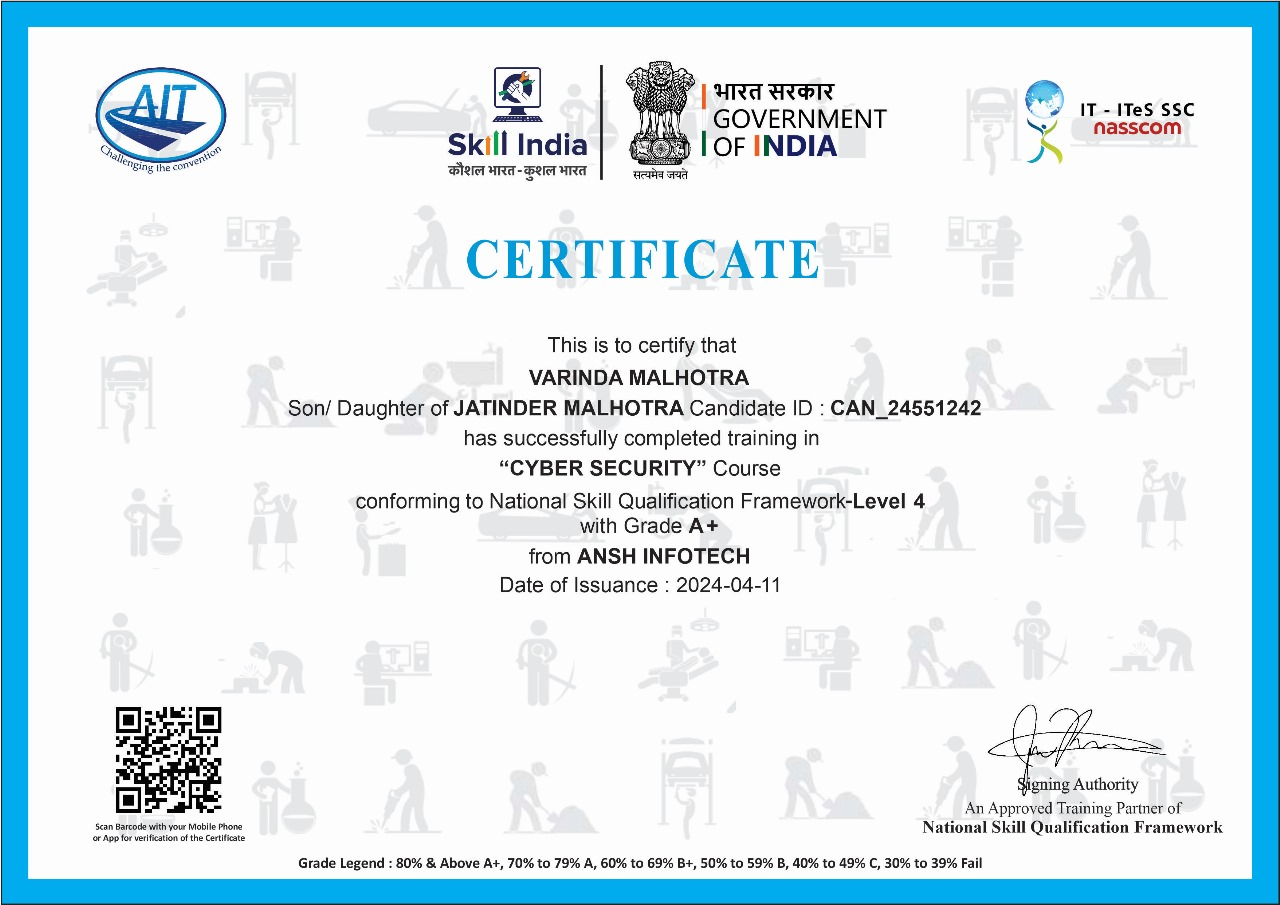 AIT
Challenging the convention
Skill India
कौशल भारत - कुशल भारत
सत्यमेव जयते
भारत सरकार
GOVERNMENT
OF INDIA
IT - ITeS SSC
nasscom
CERTIFICATE
This is to certify that
VARINDA MALHOTRA
Son/ Daughter of JATINDER MALHOTRA Candidate ID : CAN_24551242
has successfully completed training in
“CYBER SECURITY” Course
conforming to National Skill Qualification Framework-Level 4
with Grade A+
from ANSH INFOTECH
Date of Issuance : 2024-04-11
Scan Barcode with your Mobile Phone
or App for verification of the Certificate
Signing Authority
An Approved Training Partner of
National Skill Qualification Framework
Grade Legend : 80% & Above A+, 70% to 79% A, 60% to 69% B+, 50% to 59% B, 40% to 49% C, 30% to 39% Fail